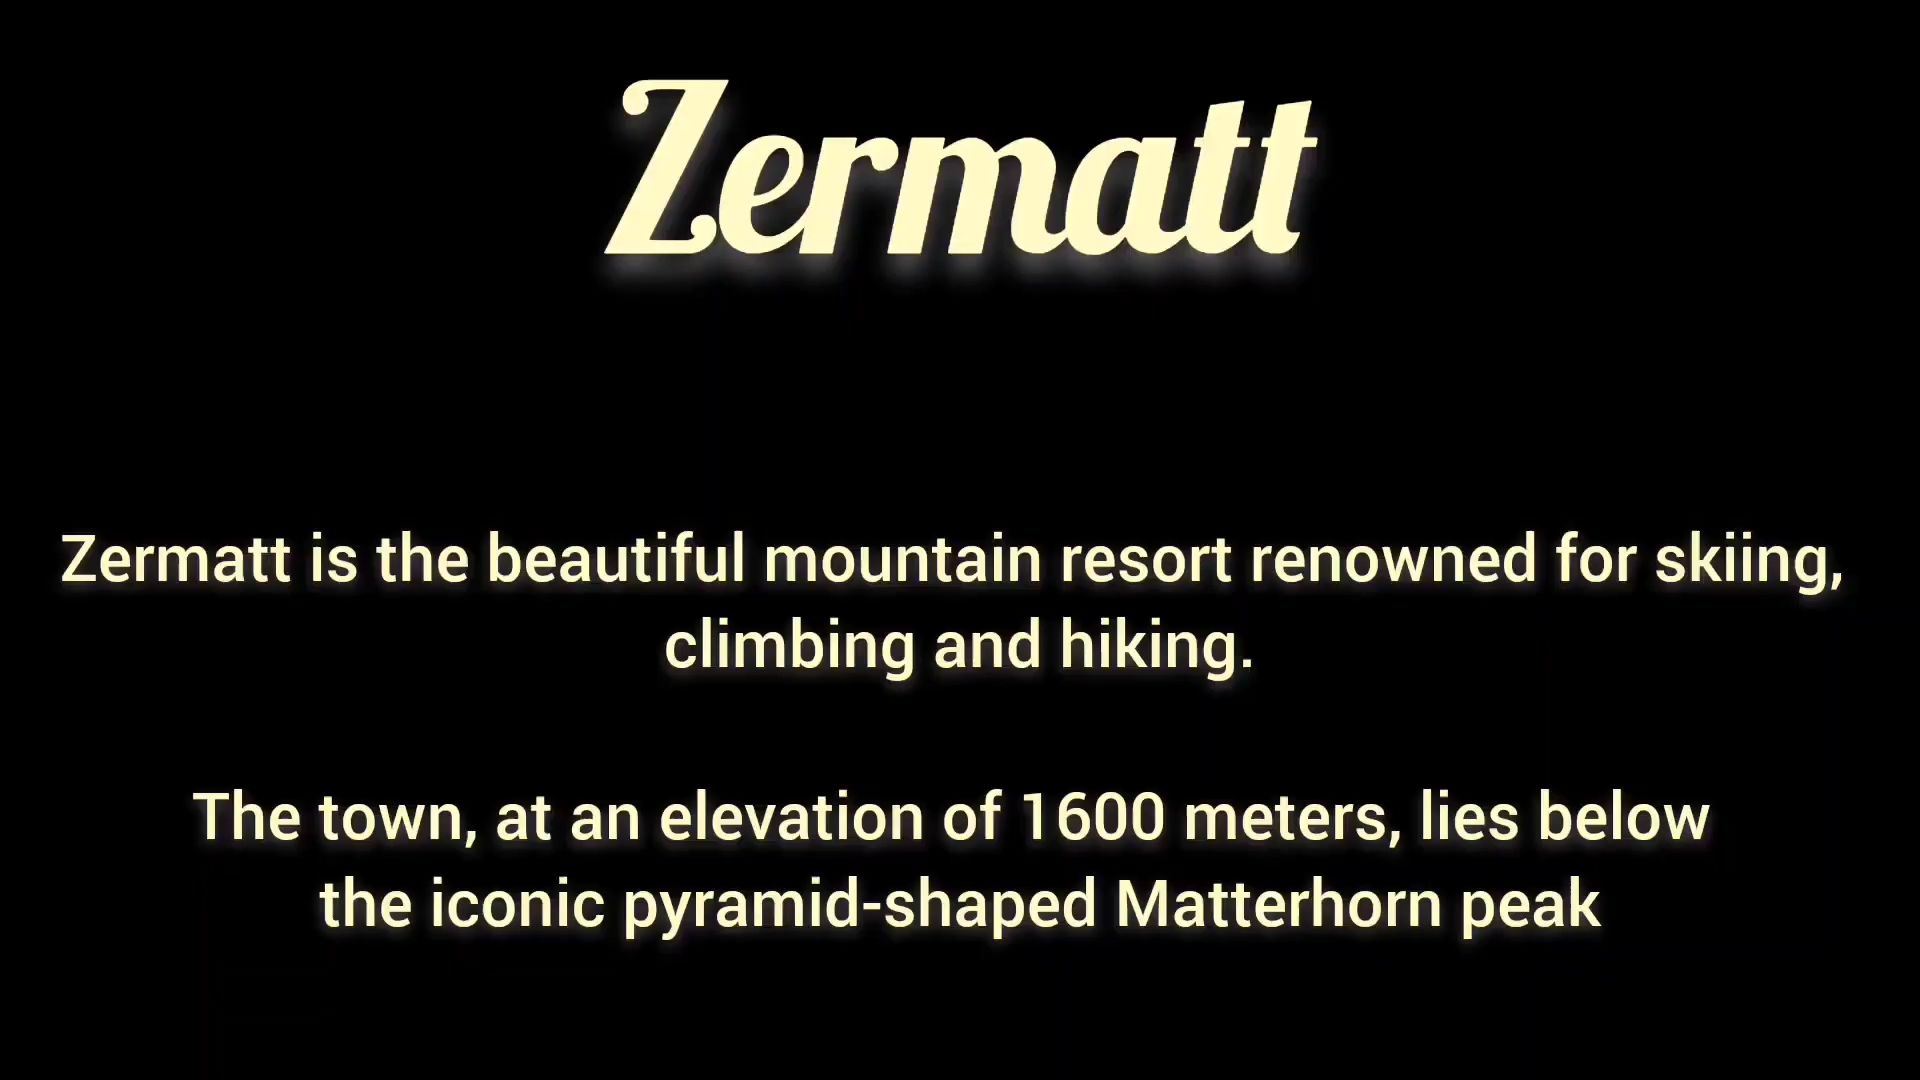 Zermatt
Zermatt is the beautiful mountain resort renowned for skiing,
climbing and hiking.
The town, at an elevation of 1600 meters, lies below
the iconic pyramid-shaped Matterhorn peak